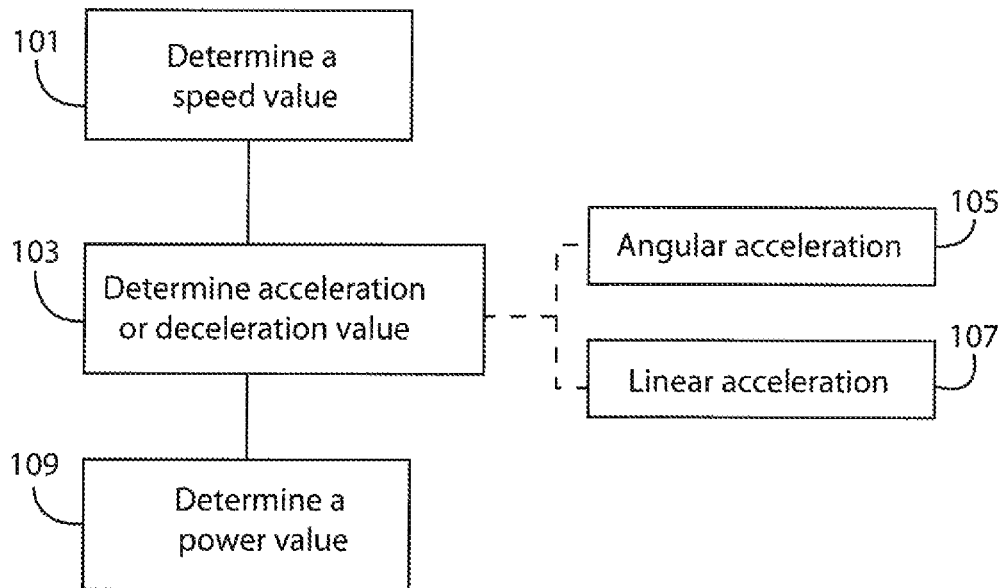 101
Determine a
speed value
103
Determine acceleration
or deceleration value
105
Angular acceleration
107
Linear acceleration
109
Determine a
power value